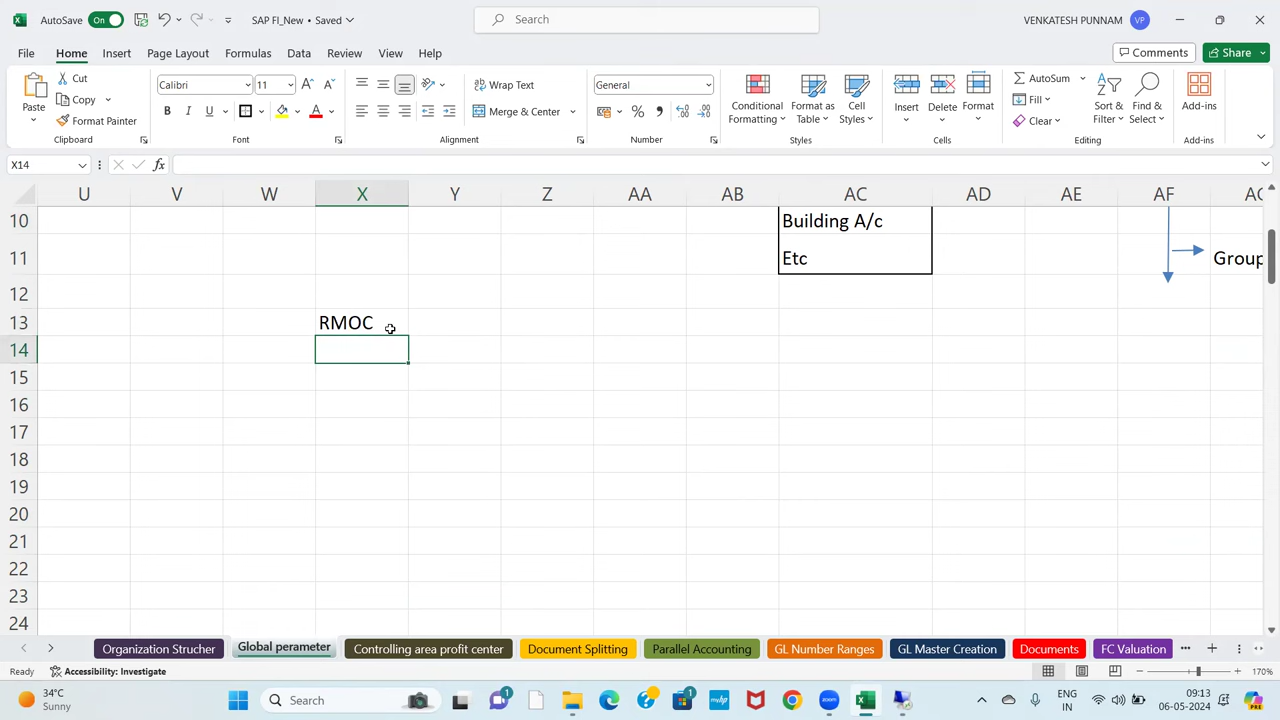 AutoSave On SAP FI_New • Saved Search VENKATESH PUNNAM VP
File Home Insert Page Layout Formulas Data Review View Help Comments Share
Paste Cut Copy Format Painter Clipboard
Calibri 11 B I U A Font
Wrap Text Merge & Center Alignment
General % Number
Conditional Formatting Format as Table Cell Styles Styles
Insert Delete Format Cells
AutoSum Fill Clear Sort & Filter Find & Select Editing
Add-ins Add-ins
X14 fx
U V W X Y Z AA AB AC AD AE AF
10 Building A/c
11 Etc Group
12
13 RMOC
14
15
16
17
18
19
20
21
22
23
24
Organization Strucher Global perameter Controlling area profit center Document Splitting Parallel Accounting GL Number Ranges GL Master Creation Documents FC Valuation
Ready Accessibility: Investigate 170%
34°C Sunny Search 1 1 zoom ENG IN 09:13 06-05-2024